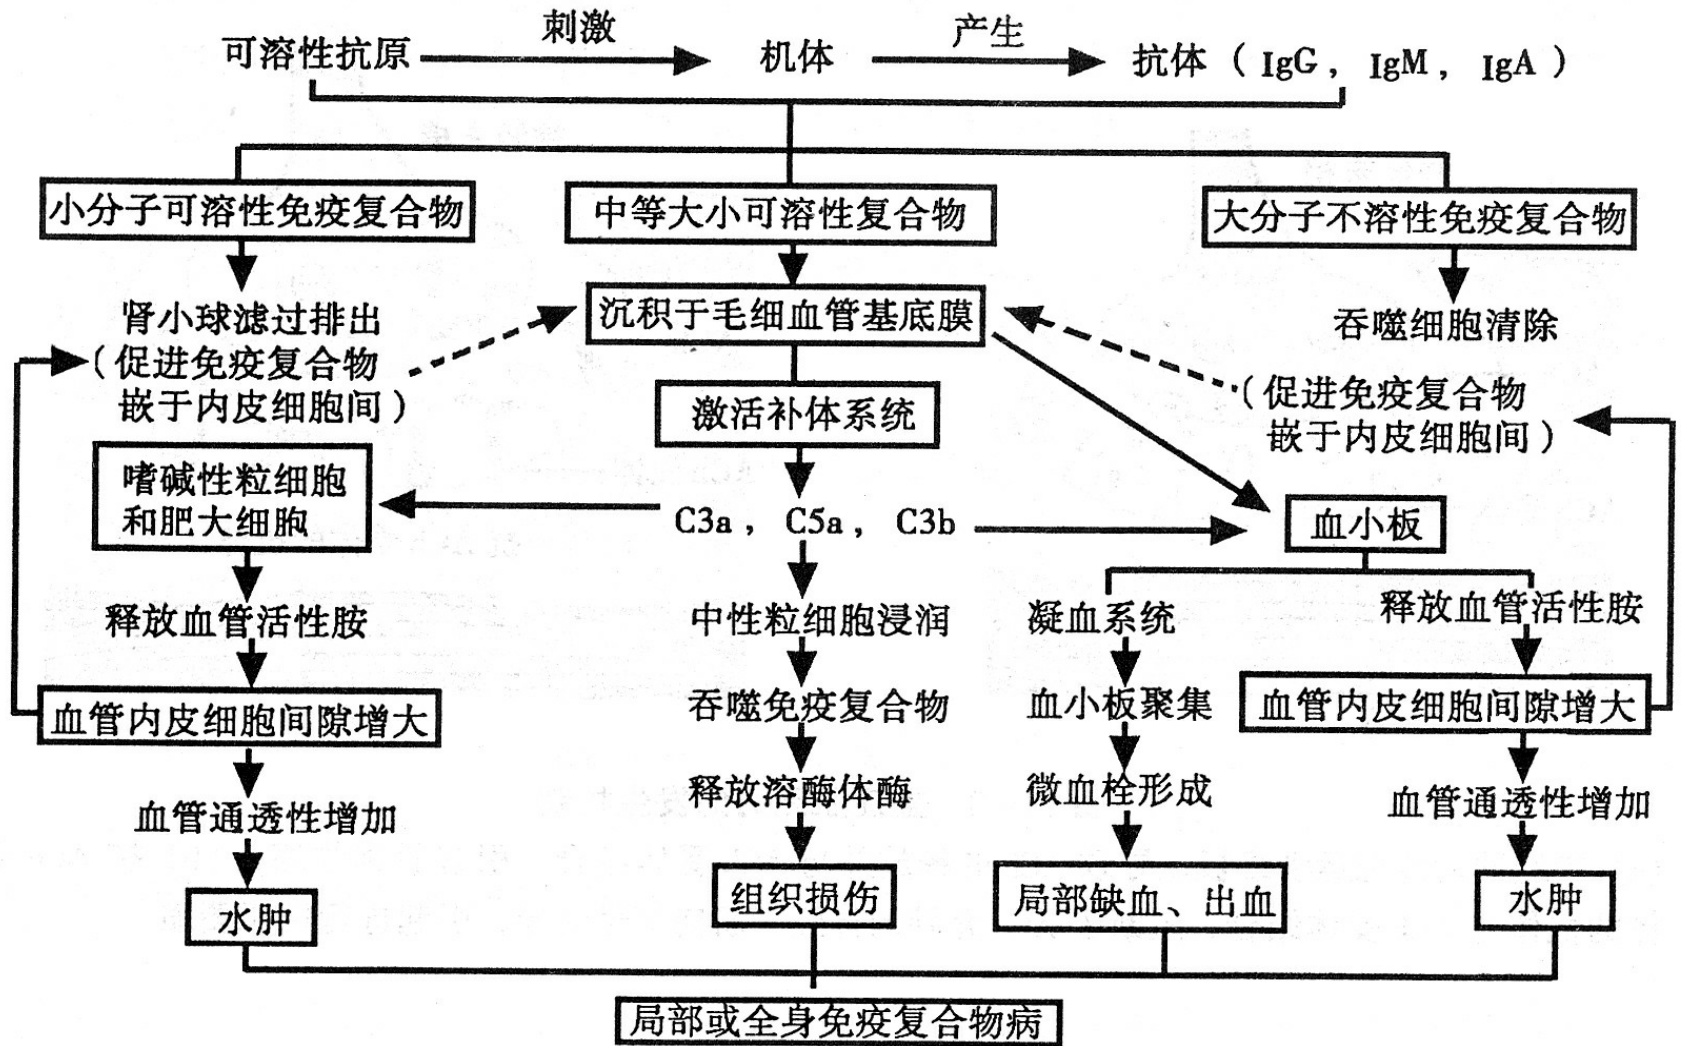 可溶性抗原
刺激
机体
产生
抗体（IgG，IgM，IgA）
小分子可溶性免疫复合物
中等大小可溶性复合物
大分子不溶性免疫复合物
肾小球滤过排出
（促进免疫复合物
嵌于内皮细胞间）
沉积于毛细血管基底膜
吞噬细胞清除
（促进免疫复合物
嵌于内皮细胞间）
激活补体系统
嗜碱性粒细胞
和肥大细胞
C3a，C5a，C3b
血小板
释放血管活性胺
中性粒细胞浸润
凝血系统
释放血管活性胺
血管内皮细胞间隙增大
吞噬免疫复合物
血小板聚集
血管内皮细胞间隙增大
血管通透性增加
释放溶酶体酶
微血栓形成
血管通透性增加
水肿
组织损伤
局部缺血、出血
水肿
局部或全身免疫复合物病